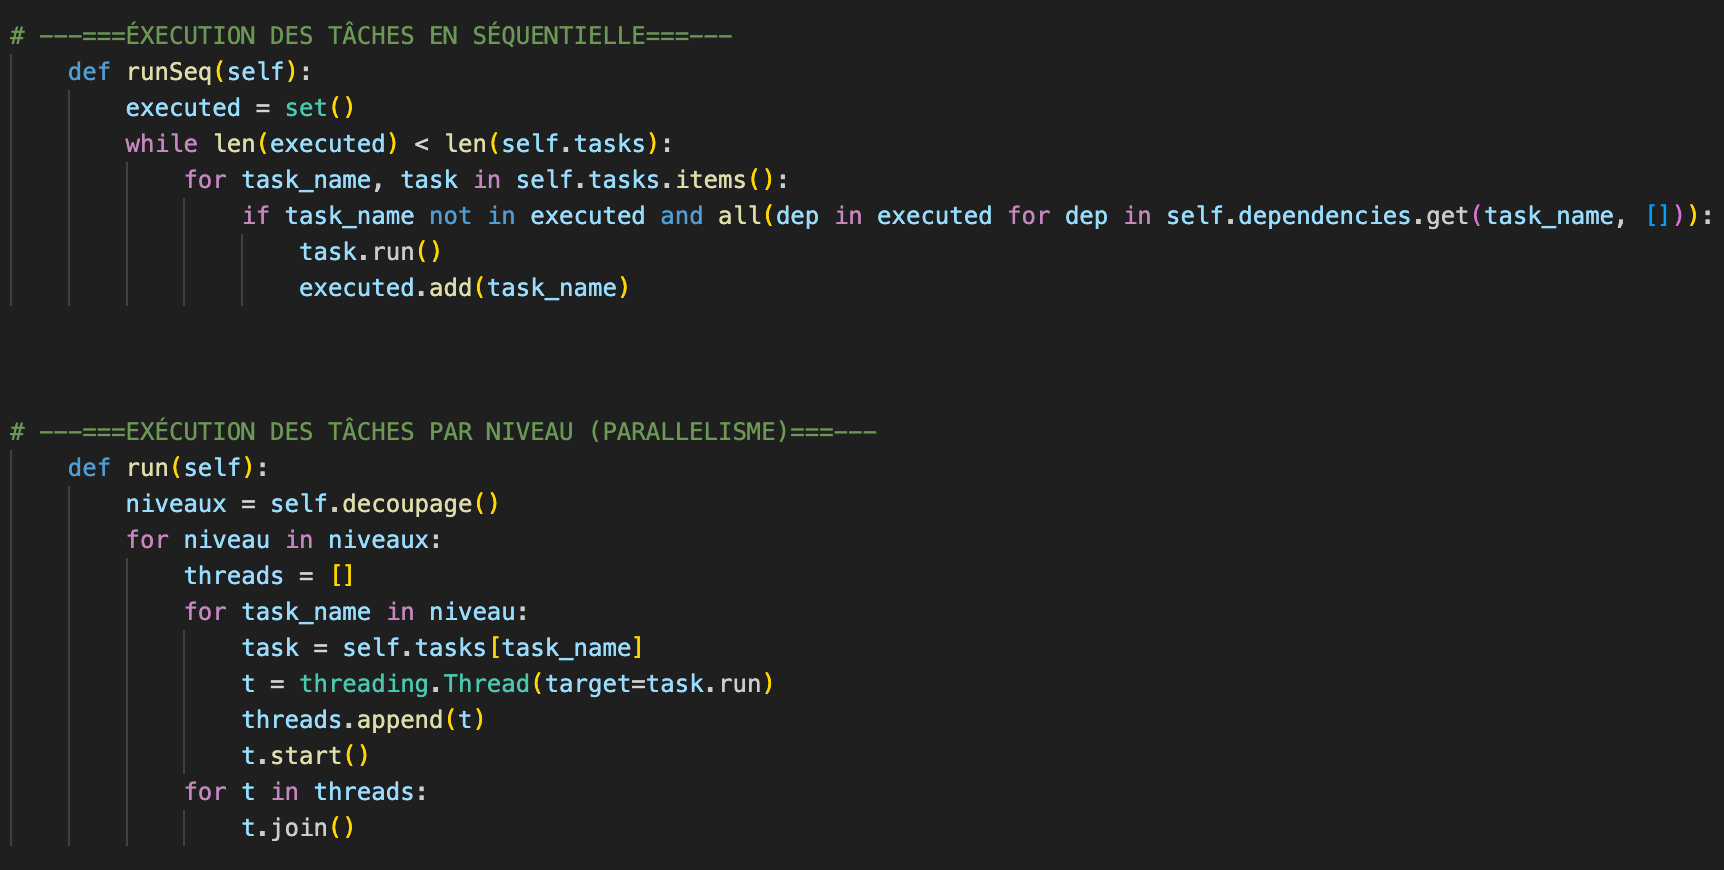 # ---===ÉXECUTION DES TÂCHES EN SÉQUENTIELLE===---
    def runSeq(self):
        executed = set()
        while len(executed) < len(self.tasks):
            for task_name, task in self.tasks.items():
                if task_name not in executed and all(dep in executed for dep in self.dependencies.get(task_name, [])):
                    task.run()
                    executed.add(task_name)
# ---===EXÉCUTION DES TÂCHES PAR NIVEAU (PARALLELISME)===---
    def run(self):
        niveaux = self.decoupage()
        for niveau in niveaux:
            threads = []
            for task_name in niveau:
                task = self.tasks[task_name]
                t = threading.Thread(target=task.run)
                threads.append(t)
                t.start()
            for t in threads:
                t.join()